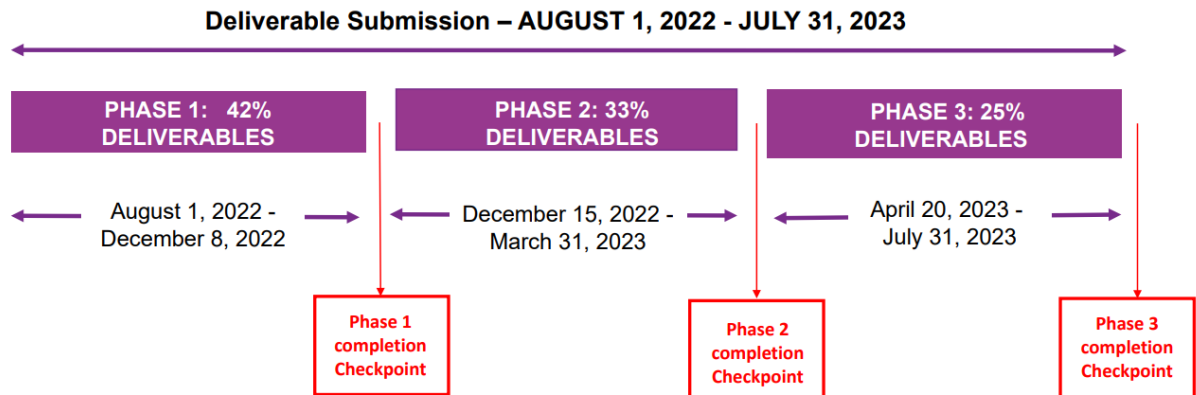 Deliverable Submission – AUGUST 1, 2022 - JULY 31, 2023
PHASE 1: 42%
DELIVERABLES
PHASE 2: 33%
DELIVERABLES
PHASE 3: 25%
DELIVERABLES
August 1, 2022 -
December 8, 2022
December 15, 2022 -
March 31, 2023
April 20, 2023 -
July 31, 2023
Phase 1
completion
Checkpoint
Phase 2
completion
Checkpoint
Phase 3
completion
Checkpoint